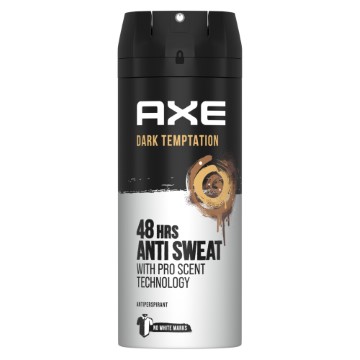 AXE
DARK TEMPTATION
48 HRS
ANTI SWEAT
WITH PRO SCENT
TECHNOLOGY
ANTIPERSPIRANT
NO WHITE MARKS